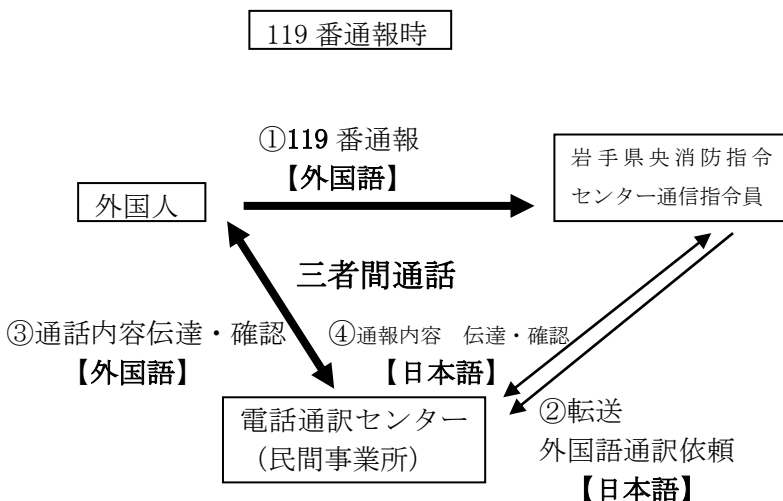 119 番通報時
①119 番通報
【外国語】
岩手県央消防指令
センター通信指令員
外国人
三者間通話
③通話内容伝達・確認
【外国語】
④通報内容　伝達・確認
【日本語】
電話通訳センター
（民間事業所）
②転送
外国語通訳依頼
【日本語】